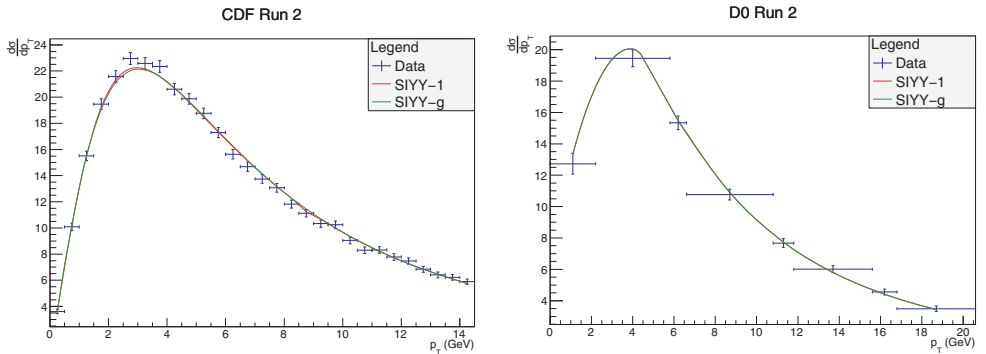 CDF Run 2
dσ
dp_T
24
22
20
18
16
14
12
10
8
6
4
0 2 4 6 8 10 12 14
p_T (GeV)
Legend
Data
SIYY−1
SIYY−g
D0 Run 2
dσ
dp_T
20
18
16
14
12
10
8
6
4
0 2 4 6 8 10 12 14 16 18 20
p_T (GeV)
Legend
Data
SIYY−1
SIYY−g